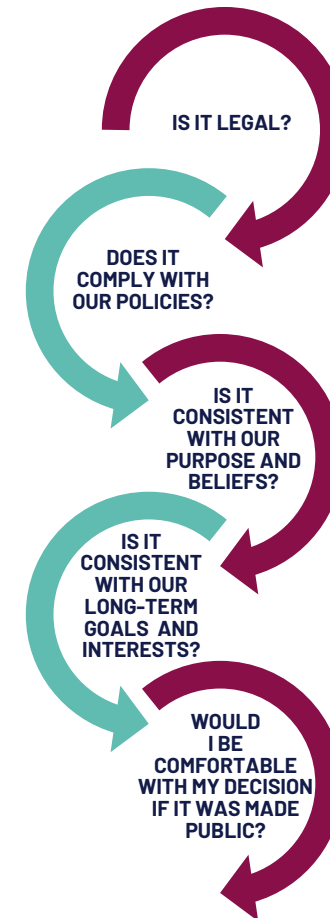 IS IT LEGAL?
DOES IT
COMPLY WITH
OUR POLICIES?
IS IT
CONSISTENT
WITH OUR
PURPOSE AND
BELIEFS?
IS IT
CONSISTENT
WITH OUR
LONG-TERM
GOALS AND
INTERESTS?
WOULD
I BE
COMFORTABLE
WITH MY DECISION
IF IT WAS MADE
PUBLIC?